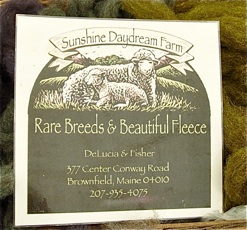 Sunshine Daydream Farm
Rare Breeds & Beautiful Fleece
DeLucia & Fisher
377 Center Conway Road
Brownfield, Maine 04010
207-935-4075